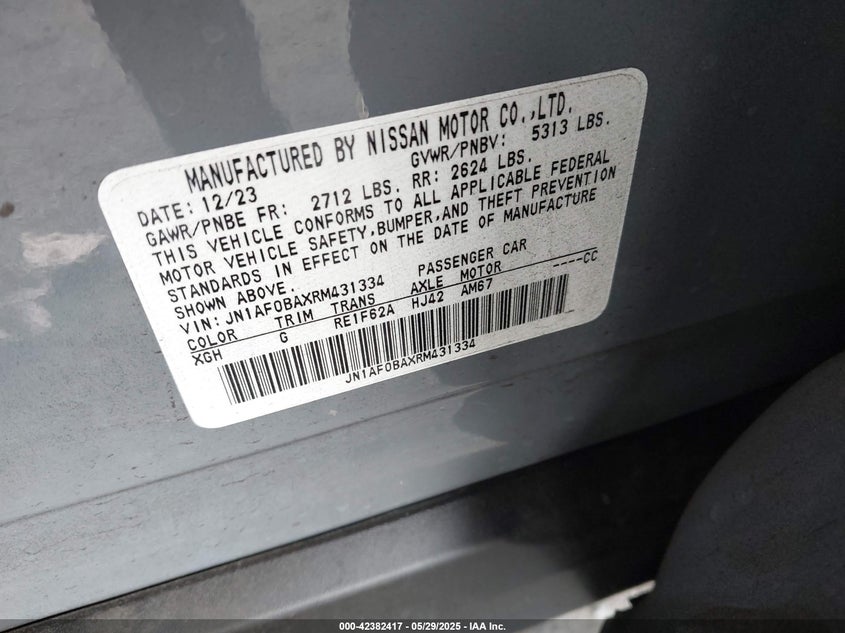 MANUFACTURED BY NISSAN MOTOR CO.,LTD.
DATE: 12/23 GVWR/PNBV: 5313 LBS.
GAWR/PNBE FR: 2712 LBS. RR: 2624 LBS.
THIS VEHICLE CONFORMS TO ALL APPLICABLE FEDERAL
MOTOR VEHICLE SAFETY,BUMPER,AND THEFT PREVENTION
STANDARDS IN EFFECT ON THE DATE OF MANUFACTURE
SHOWN ABOVE.
VIN: JN1AF0BAXRM431334 PASSENGER CAR
COLOR TRIM TRANS AXLE MOTOR ----CC
XGH G RE1F62A HJ42 AM67
JN1AF0BAXRM431334
000-42382417 - 05/29/2025 - IAA Inc.